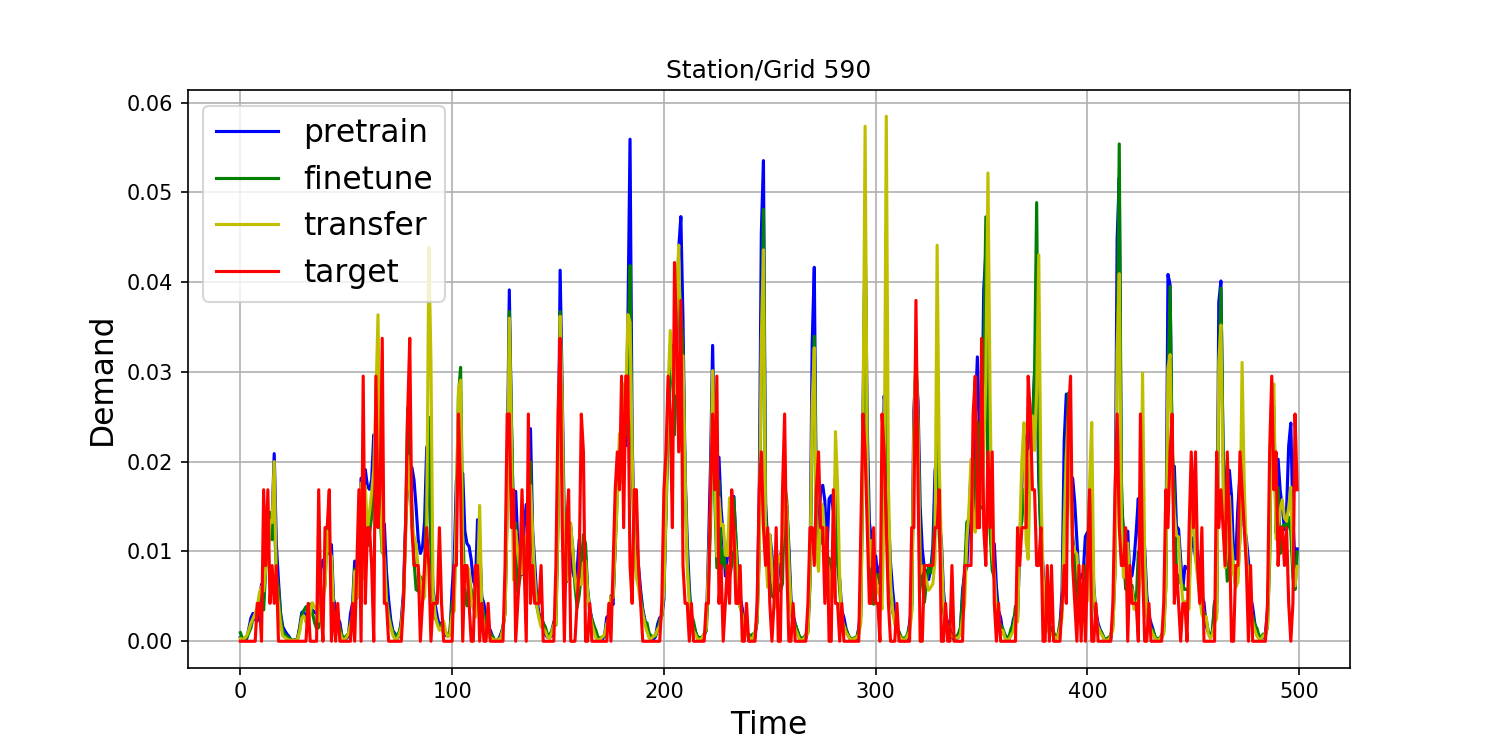 Station/Grid 590
0.06
0.05
0.04
0.03
0.02
0.01
0.00
Demand
pretrain
finetune
transfer
target
0 100 200 300 400 500
Time